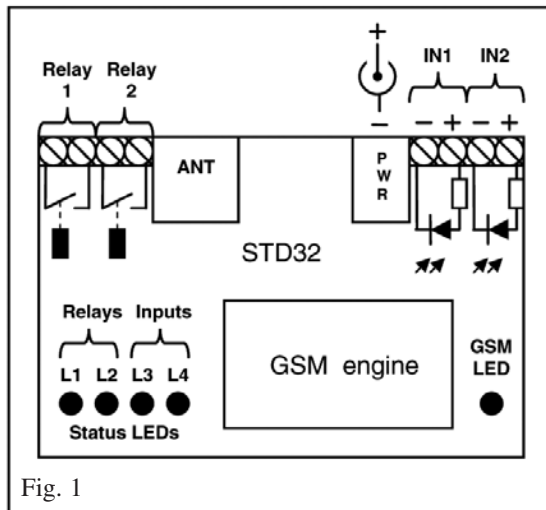 Relay 1
Relay 2
+
−
IN1
IN2
− + − +
ANT
PWR
STD32
Relays
Inputs
L1 L2 L3 L4
Status LEDs
GSM engine
GSM
LED
Fig. 1